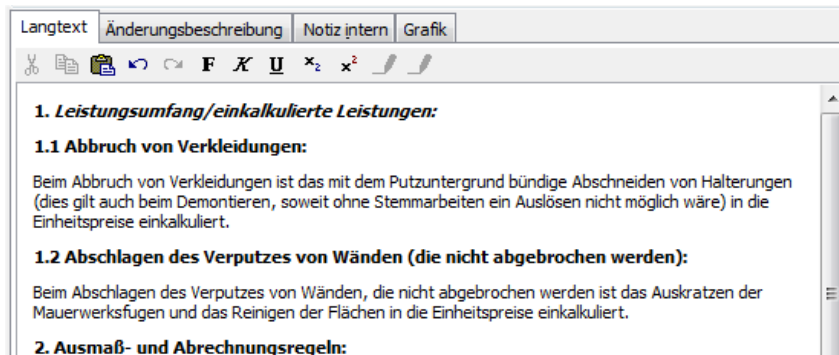 Langtext Änderungsbeschreibung Notiz intern Grafik
F K U x₂ x²
1. Leistungsumfang/einkalkulierte Leistungen:
1.1 Abbruch von Verkleidungen:
Beim Abbruch von Verkleidungen ist das mit dem Putzuntergrund bündige Abschneiden von Halterungen
(dies gilt auch beim Demontieren, soweit ohne Stemmarbeiten ein Auslösen nicht möglich wäre) in die
Einheitspreise einkalkuliert.
1.2 Abschlagen des Verputzes von Wänden (die nicht abgebrochen werden):
Beim Abschlagen des Verputzes von Wänden, die nicht abgebrochen werden ist das Auskratzen der
Mauerwerksfugen und das Reinigen der Flächen in die Einheitspreise einkalkuliert.
2. Ausmaß- und Abrechnungsregeln: